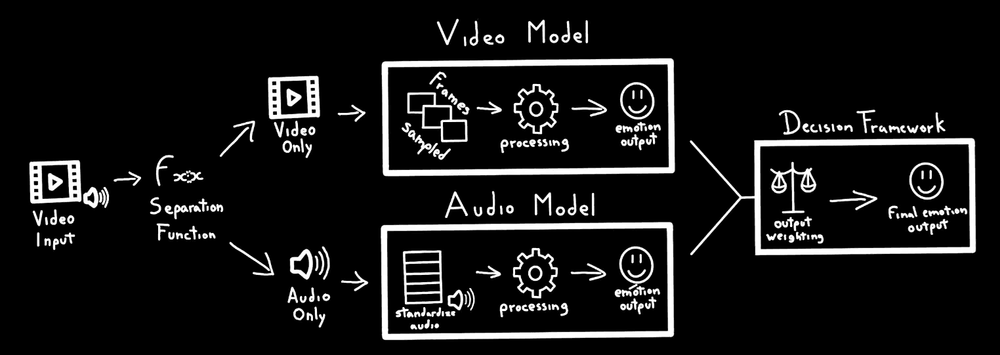 Video Model
Frames
Sampled
processing
emotion
output
Video
Only
Video
Input
Separation
Function
Audio
Only
Audio Model
standardize
audio
processing
emotion
output
Decision Framework
output
weighting
Final emotion
output